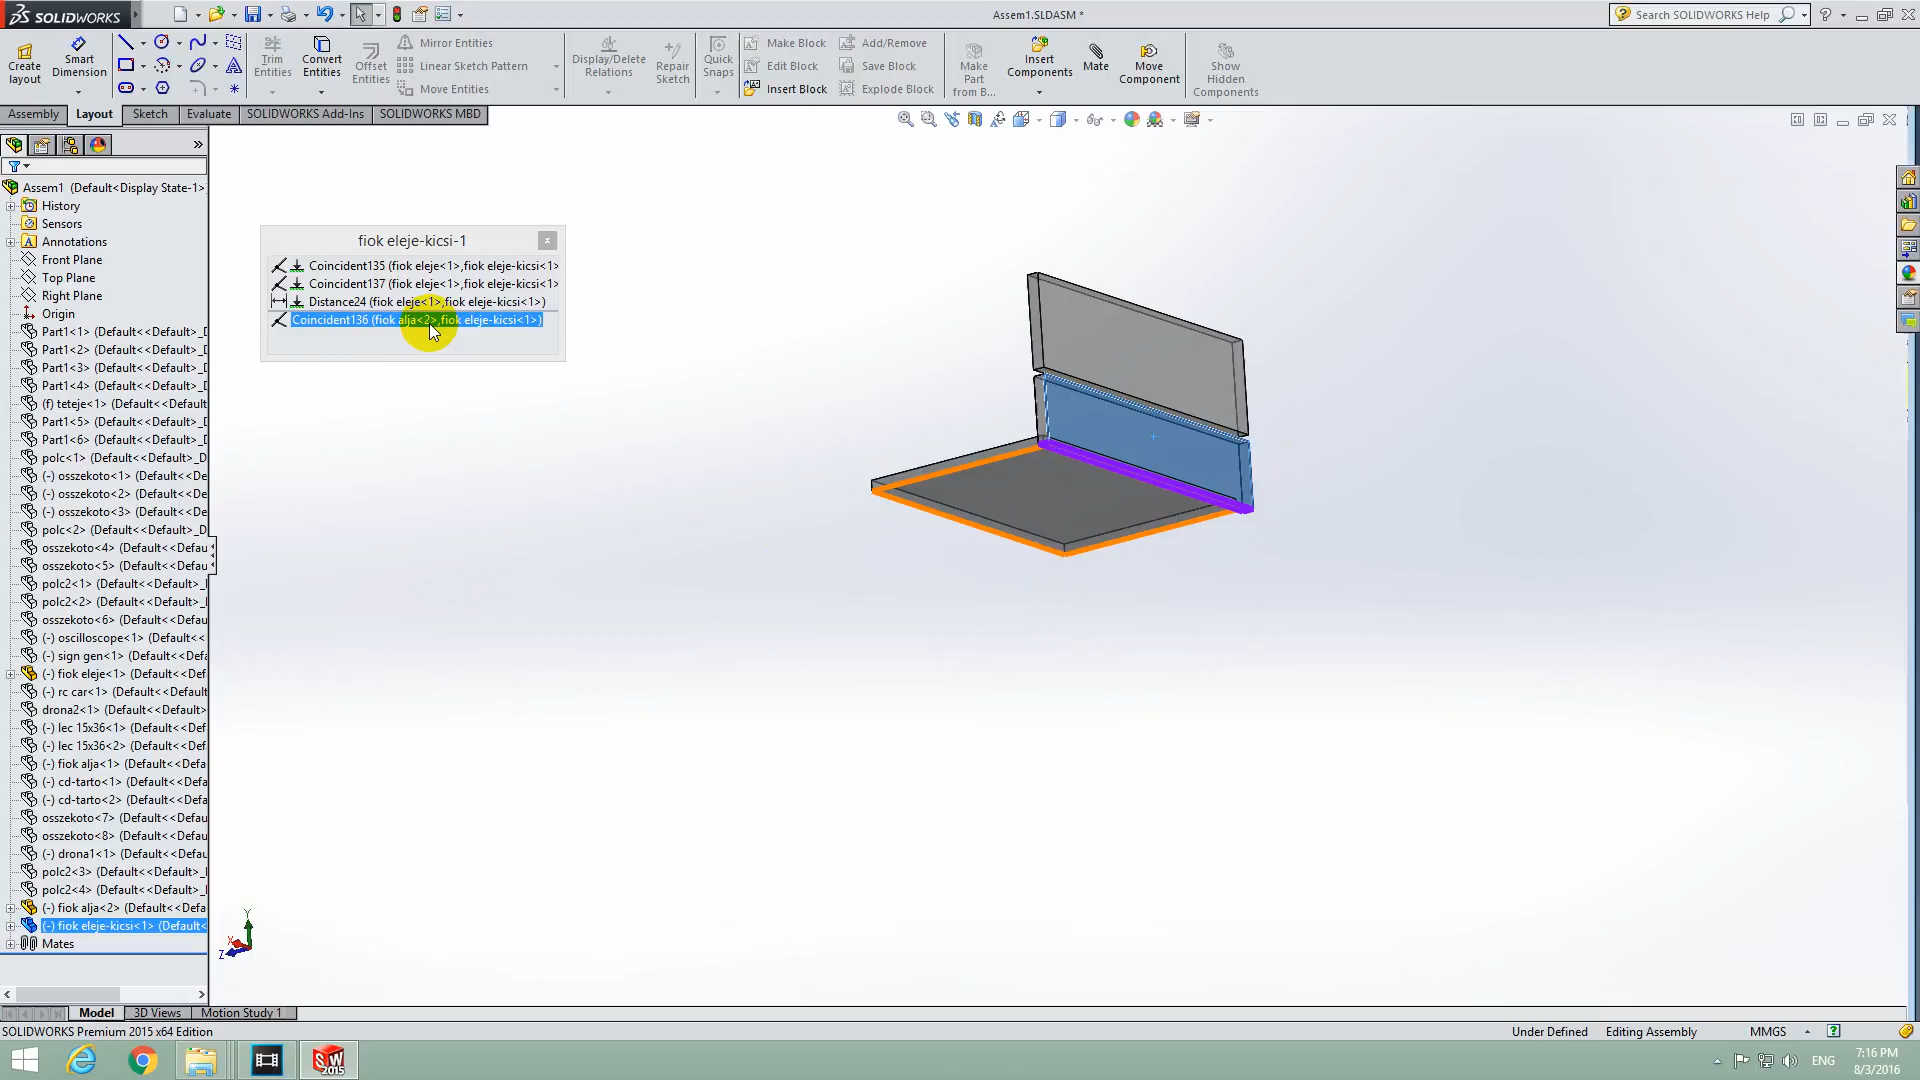 SOLIDWORKS
Assem1.SLDASM *
Search SOLIDWORKS Help
Create layout
Smart Dimension
Trim Entities
Convert Entities
Offset Entities
Mirror Entities
Linear Sketch Pattern
Move Entities
Display/Delete Relations
Repair Sketch
Quick Snaps
Make Block
Edit Block
Insert Block
Add/Remove
Save Block
Explode Block
Make Part from B...
Insert Components
Mate
Move Component
Show Hidden Components
Assembly
Layout
Sketch
Evaluate
SOLIDWORKS Add-Ins
SOLIDWORKS MBD
Assem1 (Default<Display State-1>
History
Sensors
Annotations
Front Plane
Top Plane
Right Plane
Origin
Part1<1> (Default<<Default>_D
Part1<2> (Default<<Default>_D
Part1<3> (Default<<Default>_D
Part1<4> (Default<<Default>_D
(f) teteje<1> (Default<<Default
Part1<5> (Default<<Default>_D
Part1<6> (Default<<Default>_D
polc<1> (Default<<Default>_De
(-) osszekoto<1> (Default<<De
(-) osszekoto<2> (Default<<De
(-) osszekoto<3> (Default<<De
polc<2> (Default<<Default>_D
osszekoto<4> (Default<<Defau
osszekoto<5> (Default<<Defau
polc2<1> (Default<<Default>_I
polc2<2> (Default<<Default>_I
osszekoto<6> (Default<<Defau
(-) oscilloscope<1> (Default<<
(-) sign gen<1> (Default<<Defa
(-) fiok eleje<1> (Default<<Def
(-) rc car<1> (Default<<Default
drona2<1> (Default<<Default>
(-) lec 15x36<1> (Default<<Def
(-) lec 15x36<2> (Default<<Def
(-) fiok alja<1> (Default<<Defau
(-) cd-tarto<1> (Default<<Defa
(-) cd-tarto<2> (Default<<Defa
osszekoto<7> (Default<<Defau
osszekoto<8> (Default<<Defau
(-) drona1<1> (Default<<Defau
polc2<3> (Default<<Default>_I
polc2<4> (Default<<Default>_I
(-) fiok alja<2> (Default<<Defau
(-) fiok eleje-kicsi<1> (Default<
Mates
fiok eleje-kicsi-1
Coincident135 (fiok eleje<1>,fiok eleje-kicsi<1>
Coincident137 (fiok eleje<1>,fiok eleje-kicsi<1>
Distance24 (fiok eleje<1>,fiok eleje-kicsi<1>)
Coincident136 (fiok alja<2>,fiok eleje-kicsi<1>)
Y
X
Z
Model
3D Views
Motion Study 1
SOLIDWORKS Premium 2015 x64 Edition
Under Defined
Editing Assembly
MMGS
SW
2015
ENG
7:16 PM
8/3/2016